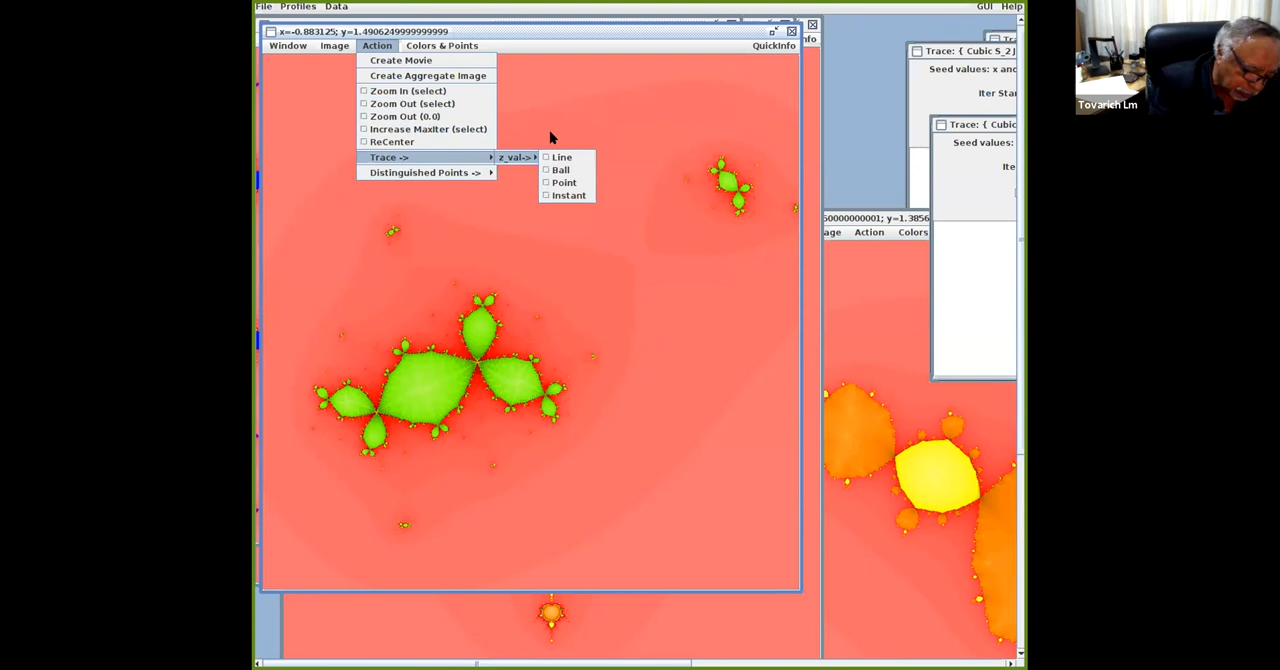 File Profiles Data GUI Help
x=-0.883125; y=1.4906249999999999
Window Image Action Colors & Points QuickInfo
Create Movie
Create Aggregate Image
Zoom In (select)
Zoom Out (select)
Zoom Out (0.0)
Increase MaxIter (select)
ReCenter
Trace -> z_val->
Distinguished Points ->
Line
Ball
Point
Instant
Trace: { Cubic S_2 J
Seed values: x and
Iter Star
Trace: { Cubic
Seed values:
60000000001; y=1.3856
age Action Colors
Tovarich Lm